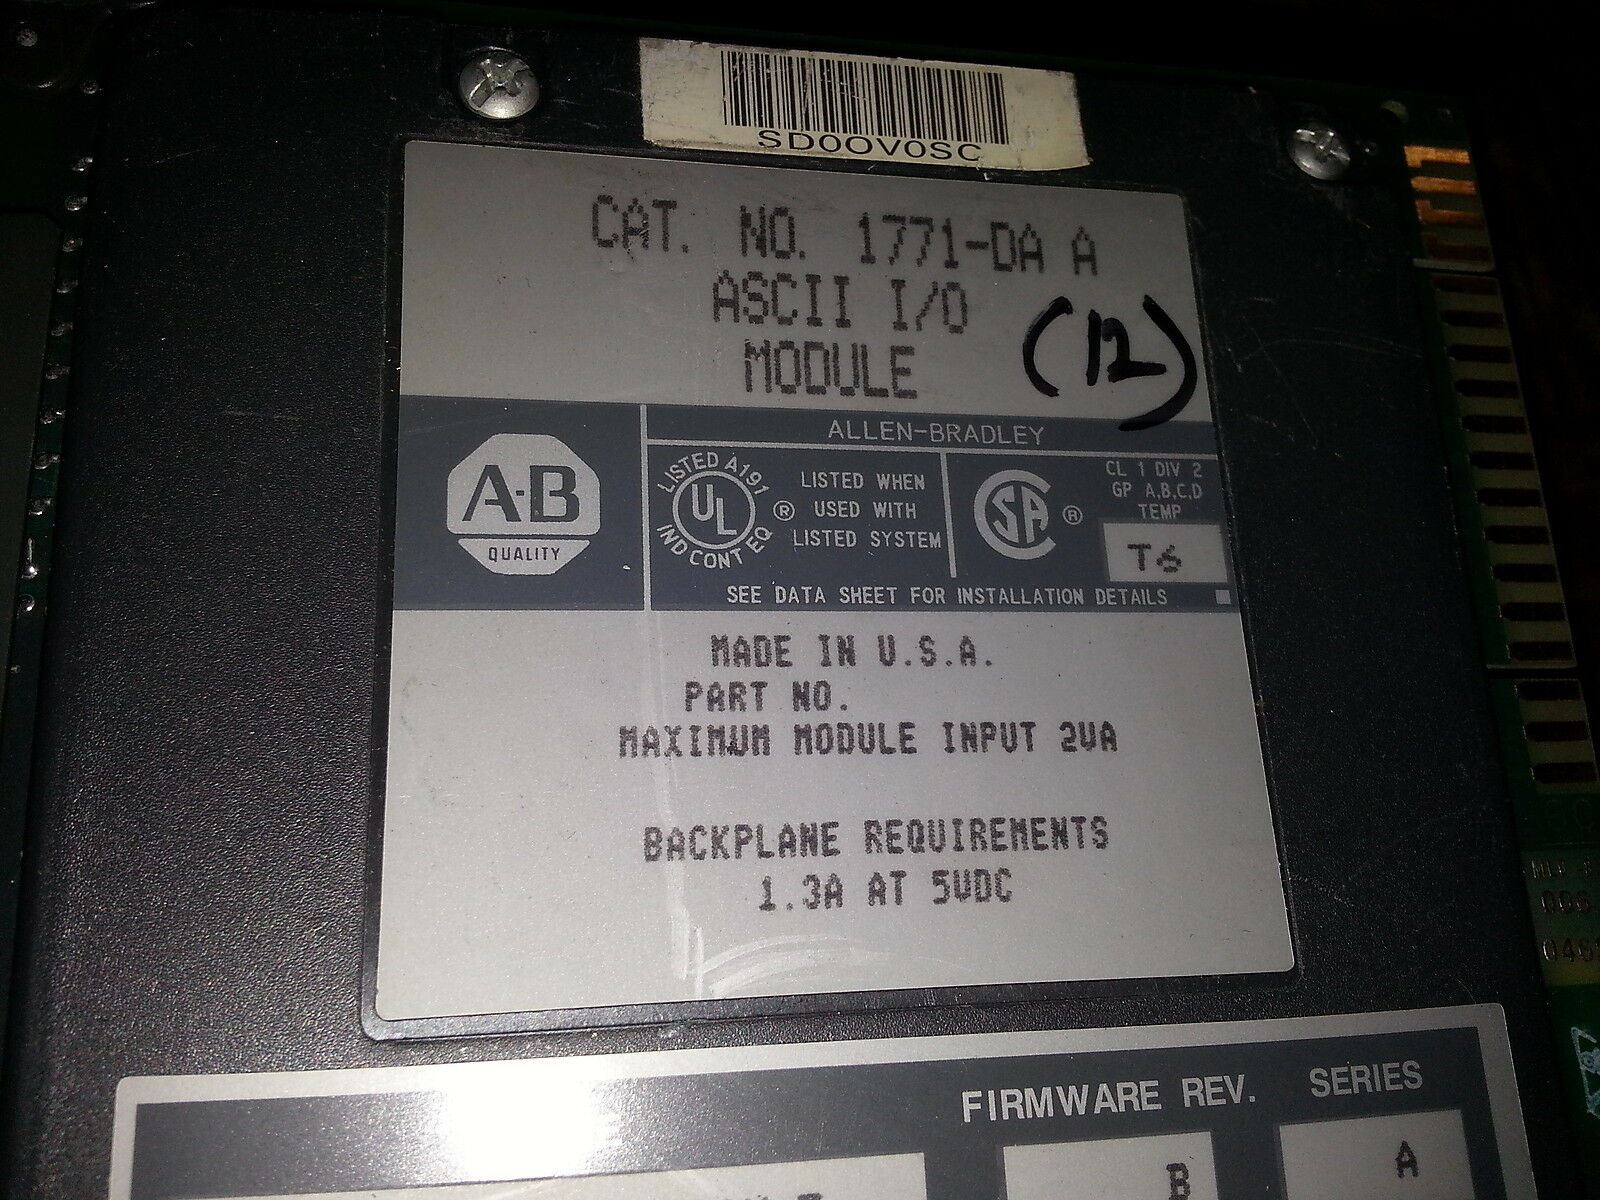 SD00V0SC
CAT. NO. 1771-DA A
ASCII I/O
MODULE
(12)
ALLEN-BRADLEY
A-B
QUALITY
LISTED A191
UL
IND CONT EQ
®
LISTED WHEN
USED WITH
LISTED SYSTEM
SA ®
CL 1 DIV 2
GP A,B,C,D
TEMP
T6
SEE DATA SHEET FOR INSTALLATION DETAILS
MADE IN U.S.A.
PART NO.
MAXIMUM MODULE INPUT 2VA
BACKPLANE REQUIREMENTS
1.3A AT 5VDC
FIRMWARE REV. SERIES
B A